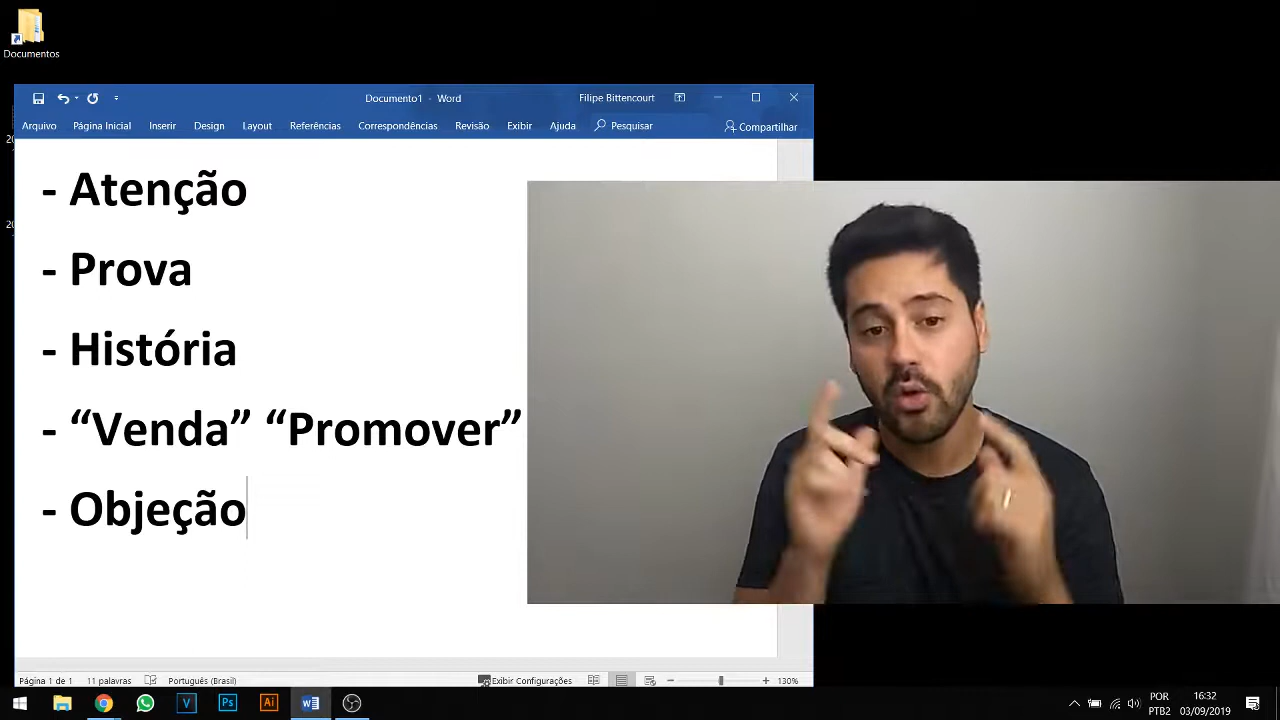 Documentos
Documento1 - Word
Filipe Bittencourt
Arquivo Página Inicial Inserir Design Layout Referências Correspondências Revisão Exibir Ajuda Pesquisar Compartilhar
- Atenção
- Prova
- História
- “Venda” “Promover”
- Objeção
Página 1 de 1 11 palavras Português (Brasil) Exibir Configurações 130%
V Ps Ai
POR
PTB2
16:32
03/09/2019